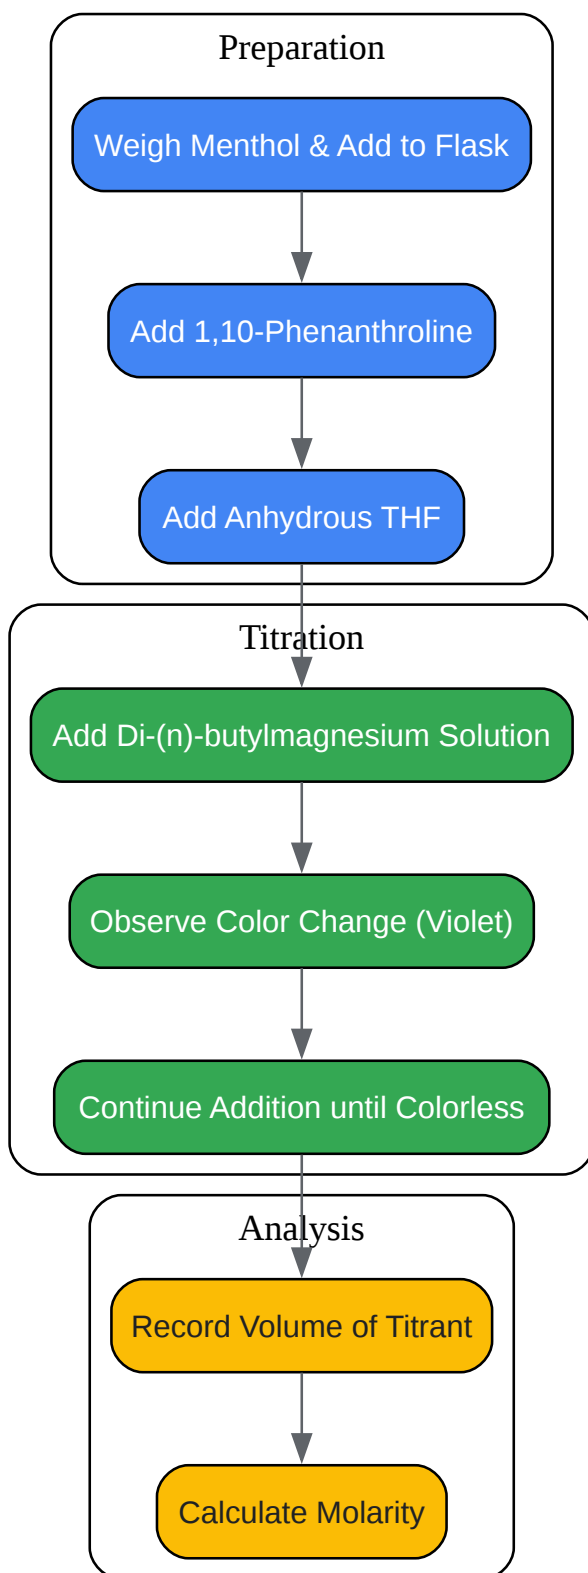 Preparation
Weigh Menthol & Add to Flask
Add 1,10-Phenanthroline
Add Anhydrous THF
Titration
Add Di-(n)-butylmagnesium Solution
Observe Color Change (Violet)
Continue Addition until Colorless
Analysis
Record Volume of Titrant
Calculate Molarity